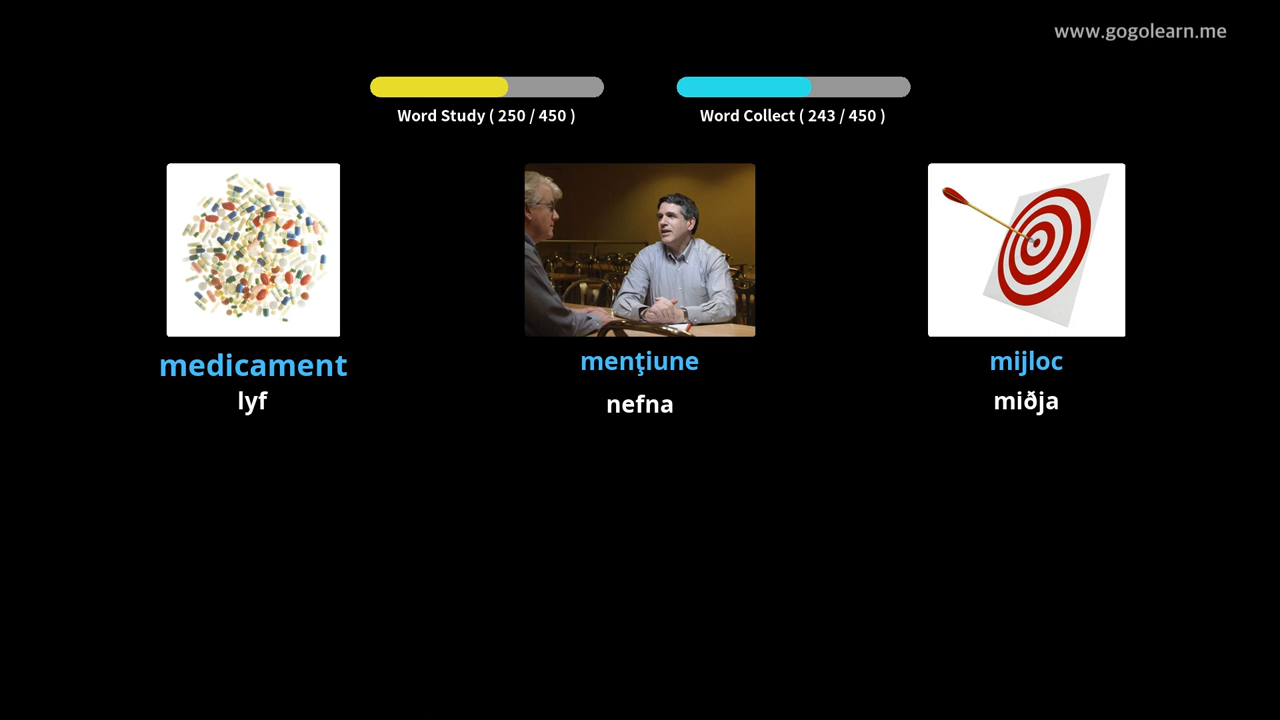 www.gogolearn.me
Word Study ( 250 / 450 )
Word Collect ( 243 / 450 )
medicament
lyf
menţiune
nefna
mijloc
miðja